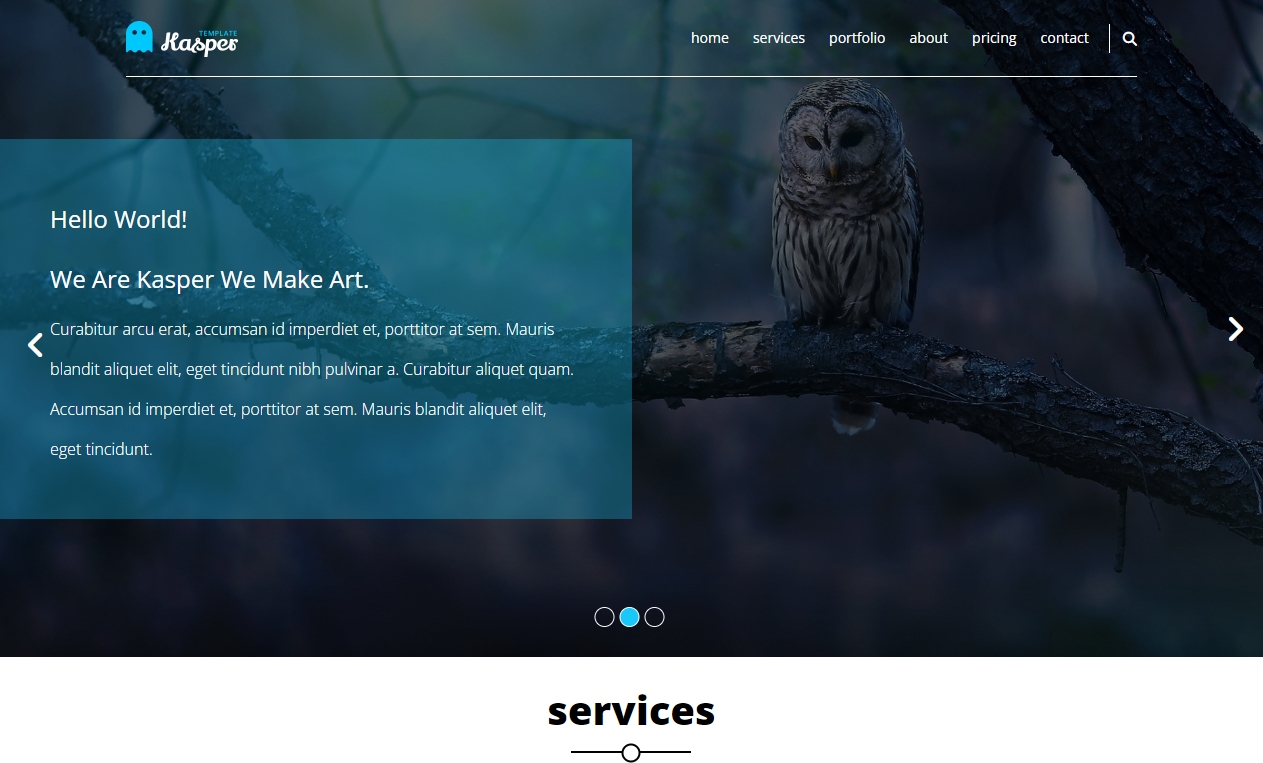 TEMPLATE
Kasper
home services portfolio about pricing contact
Hello World!
We Are Kasper We Make Art.
Curabitur arcu erat, accumsan id imperdiet et, porttitor at sem. Mauris
blandit aliquet elit, eget tincidunt nibh pulvinar a. Curabitur aliquet quam.
Accumsan id imperdiet et, porttitor at sem. Mauris blandit aliquet elit,
eget tincidunt.
services